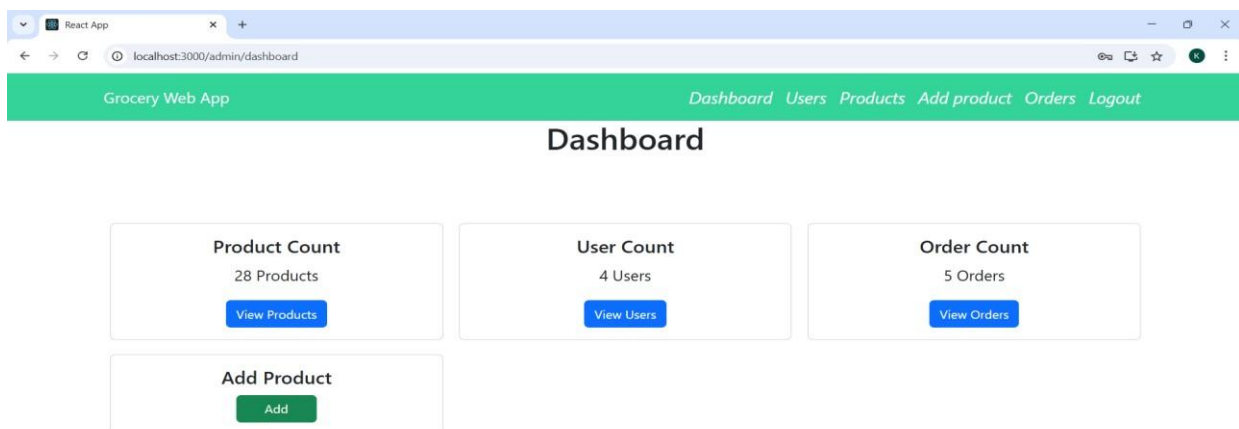 React App
localhost:3000/admin/dashboard
K
Grocery Web App
Dashboard Users Products Add product Orders Logout
Dashboard
Product Count
28 Products
View Products
User Count
4 Users
View Users
Order Count
5 Orders
View Orders
Add Product
Add